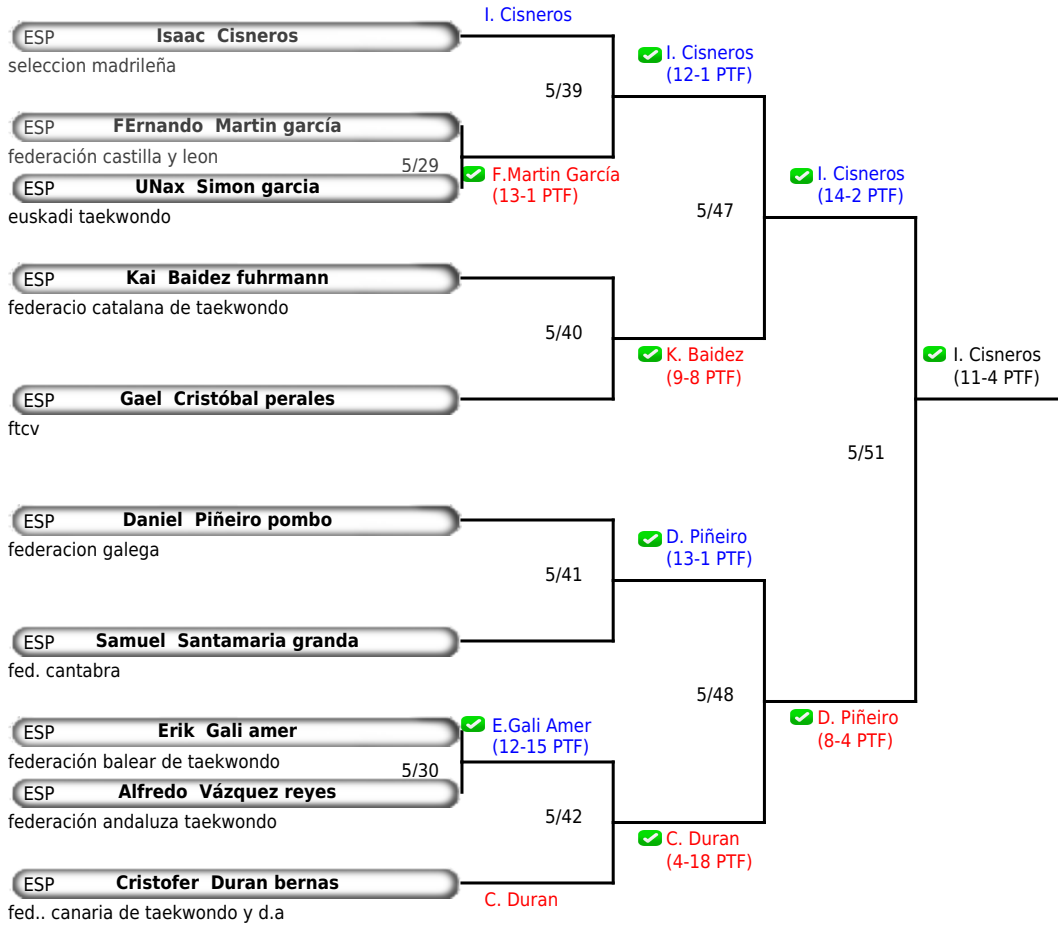 I. Cisneros
ESP Isaac Cisneros
seleccion madrileña
I. Cisneros
(12-1 PTF)
5/39
ESP FErnando Martin garcía
federación castilla y leon
5/29
F.Martin García
(13-1 PTF)
ESP UNax Simon garcia
euskadi taekwondo
I. Cisneros
(14-2 PTF)
5/47
ESP Kai Baidez fuhrmann
federacio catalana de taekwondo
5/40
K. Baidez
(9-8 PTF)
I. Cisneros
(11-4 PTF)
ESP Gael Cristóbal perales
ftcv
5/51
ESP Daniel Piñeiro pombo
federacion galega
D. Piñeiro
(13-1 PTF)
5/41
ESP Samuel Santamaria granda
fed. cantabra
5/48
D. Piñeiro
(8-4 PTF)
ESP Erik Gali amer
federación balear de taekwondo
E.Gali Amer
(12-15 PTF)
5/30
ESP Alfredo Vázquez reyes
federación andaluza taekwondo
5/42
C. Duran
(4-18 PTF)
ESP Cristofer Duran bernas
fed.. canaria de taekwondo y d.a
C. Duran